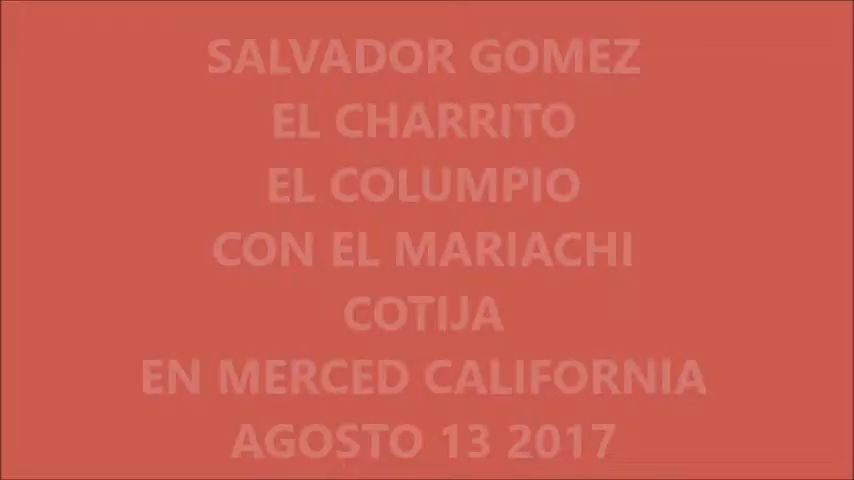 SALVADOR GOMEZ
EL CHARRITO
EL COLUMPIO
CON EL MARIACHI
COTIJA
EN MERCED CALIFORNIA
AGOSTO 13 2017